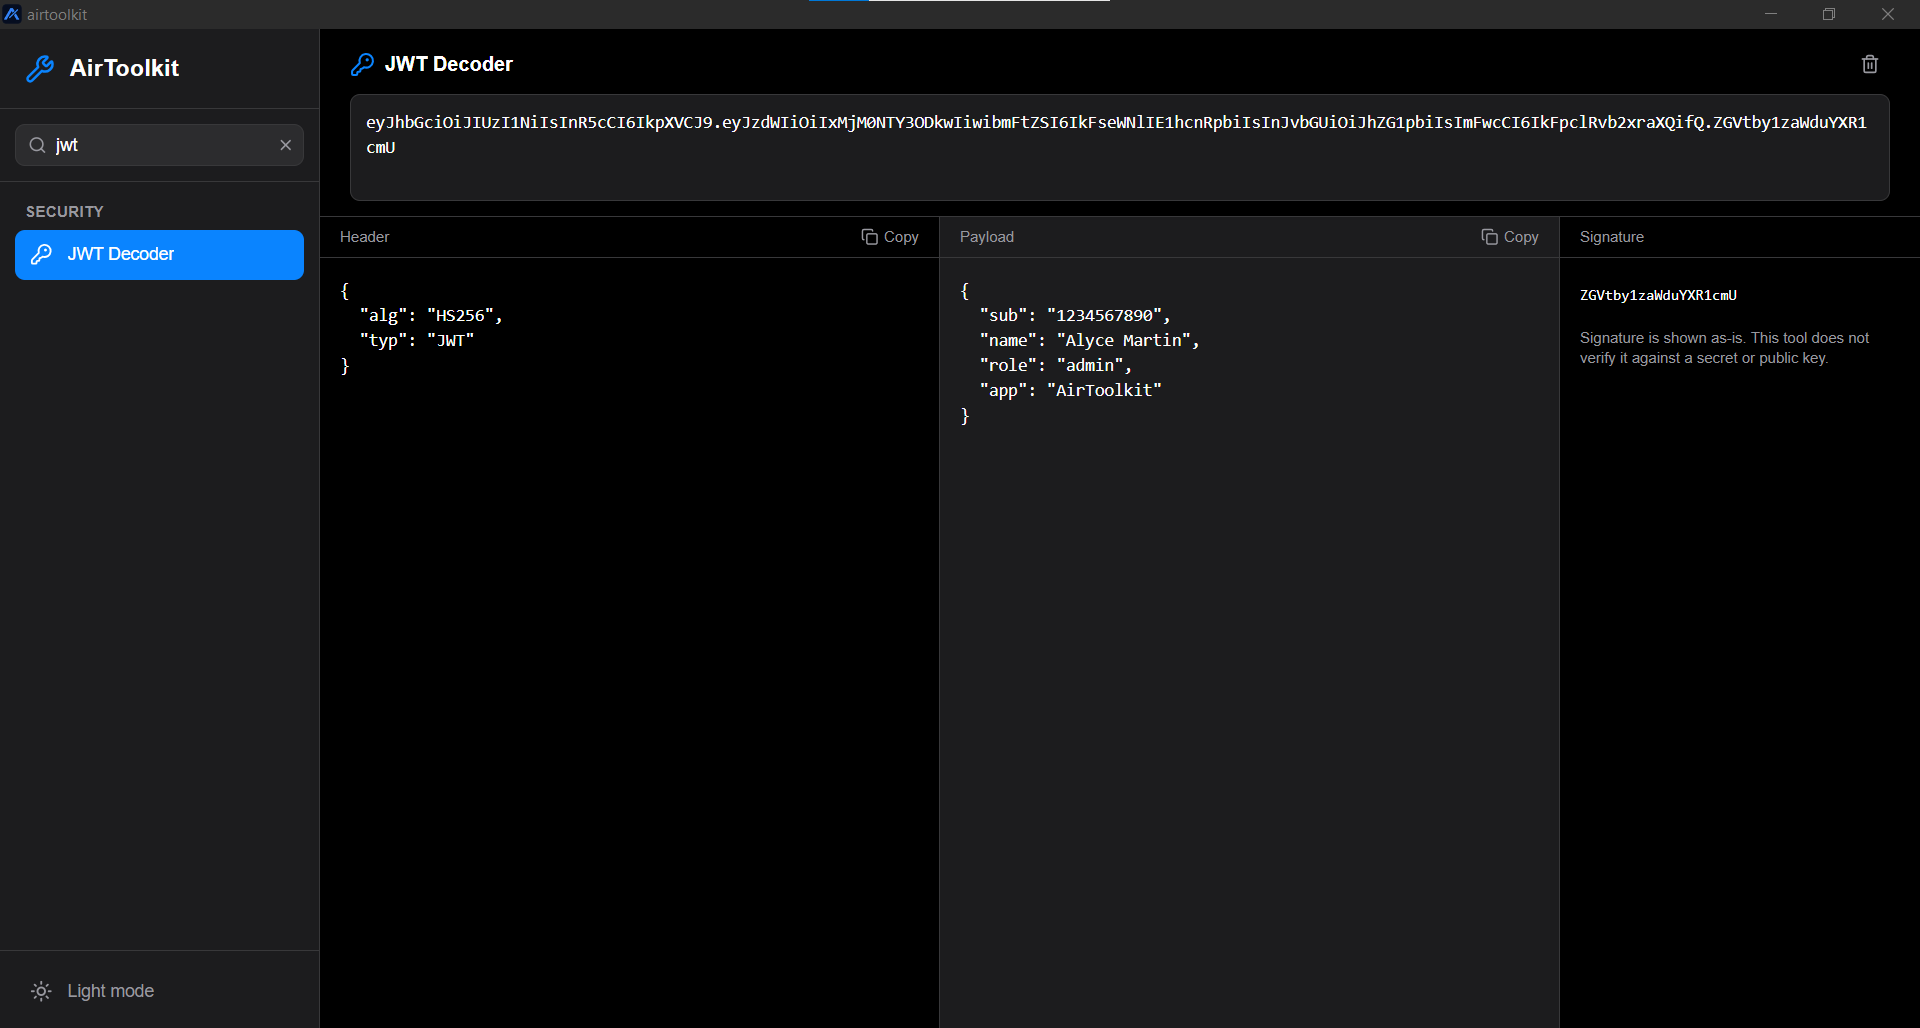 airtoolkit
AirToolkit
jwt
SECURITY
JWT Decoder
Light mode
JWT Decoder
eyJhbGciOiJIUzI1NiIsInR5cCI6IkpXVCJ9.eyJzdWIiOiIxMjM0NTY3ODkwIiwibmFtZSI6IkFseWNlIE1hcnRpbiIsInJvbGUiOiJhZG1pbiIsImFwcCI6IkFpclRvb2xraXQifQ.ZGVtby1zaWduYXR1
cmU
Header
Copy
{
  "alg": "HS256",
  "typ": "JWT"
}
Payload
Copy
{
  "sub": "1234567890",
  "name": "Alyce Martin",
  "role": "admin",
  "app": "AirToolkit"
}
Signature
ZGVtby1zaWduYXR1cmU
Signature is shown as-is. This tool does not
verify it against a secret or public key.